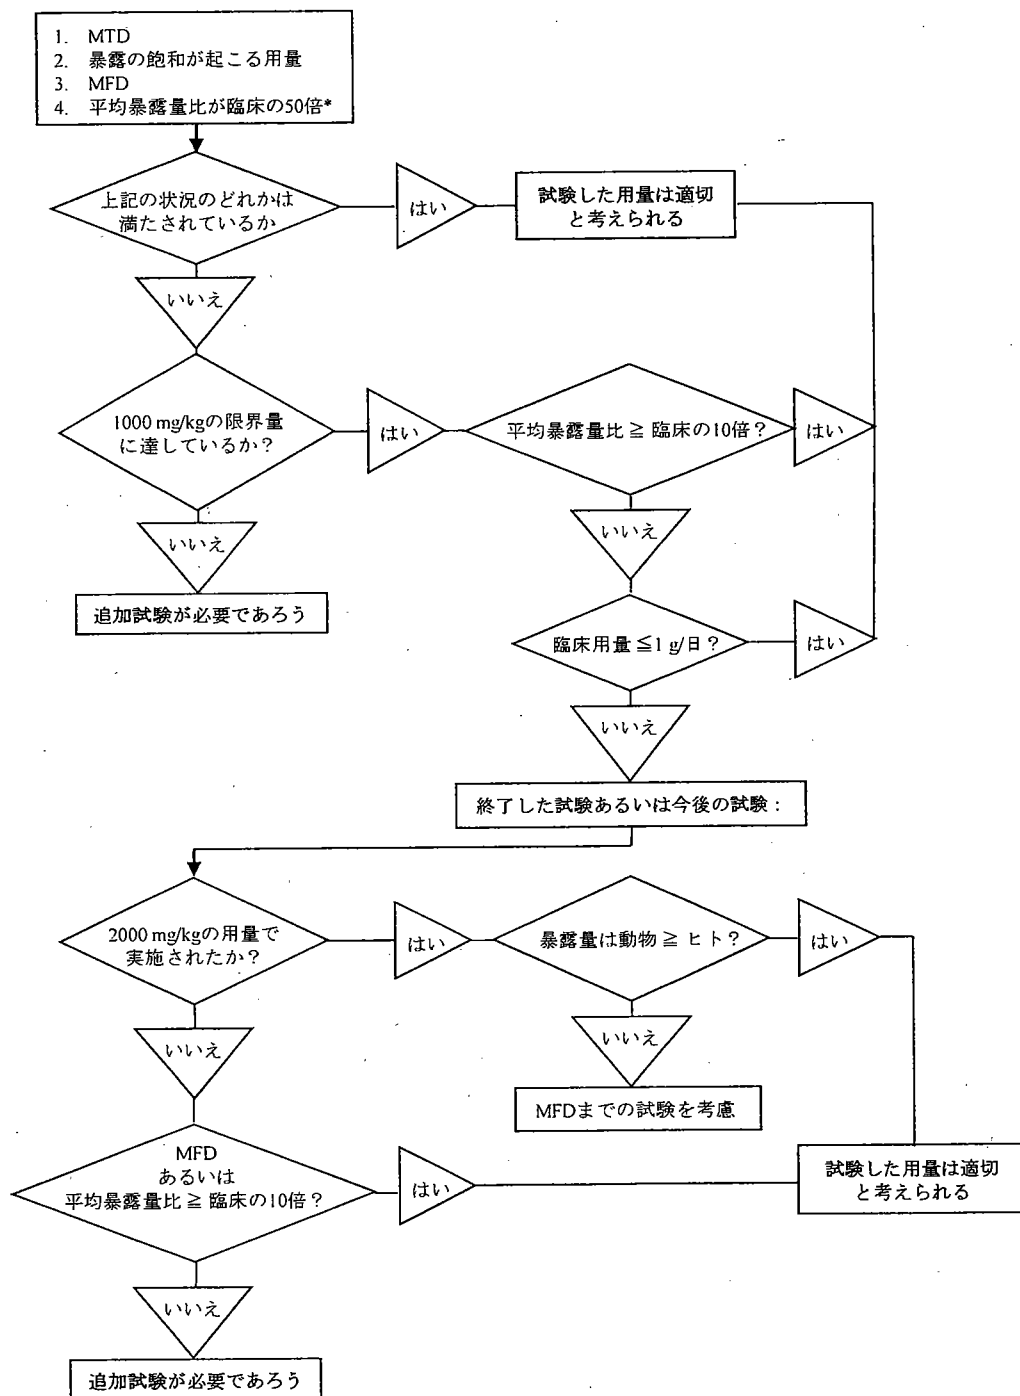 1. MTD
2. 暴露の飽和が起こる用量
3. MFD
4. 平均暴露量比が臨床の50倍*
上記の状況のどれかは
満たされているか
はい
試験した用量は適切
と考えられる
いいえ
1000 mg/kgの限界量
に達しているか?
はい
平均暴露量比 ≧ 臨床の10倍?
はい
いいえ
いいえ
追加試験が必要であろう
臨床用量 ≦1 g/日?
はい
いいえ
終了した試験あるいは今後の試験:
2000 mg/kgの用量で
実施されたか?
はい
暴露量は動物 ≧ ヒト?
はい
いいえ
いいえ
MFDまでの試験を考慮
MFD
あるいは
平均暴露量比 ≧ 臨床の10倍?
はい
試験した用量は適切
と考えられる
いいえ
追加試験が必要であろう